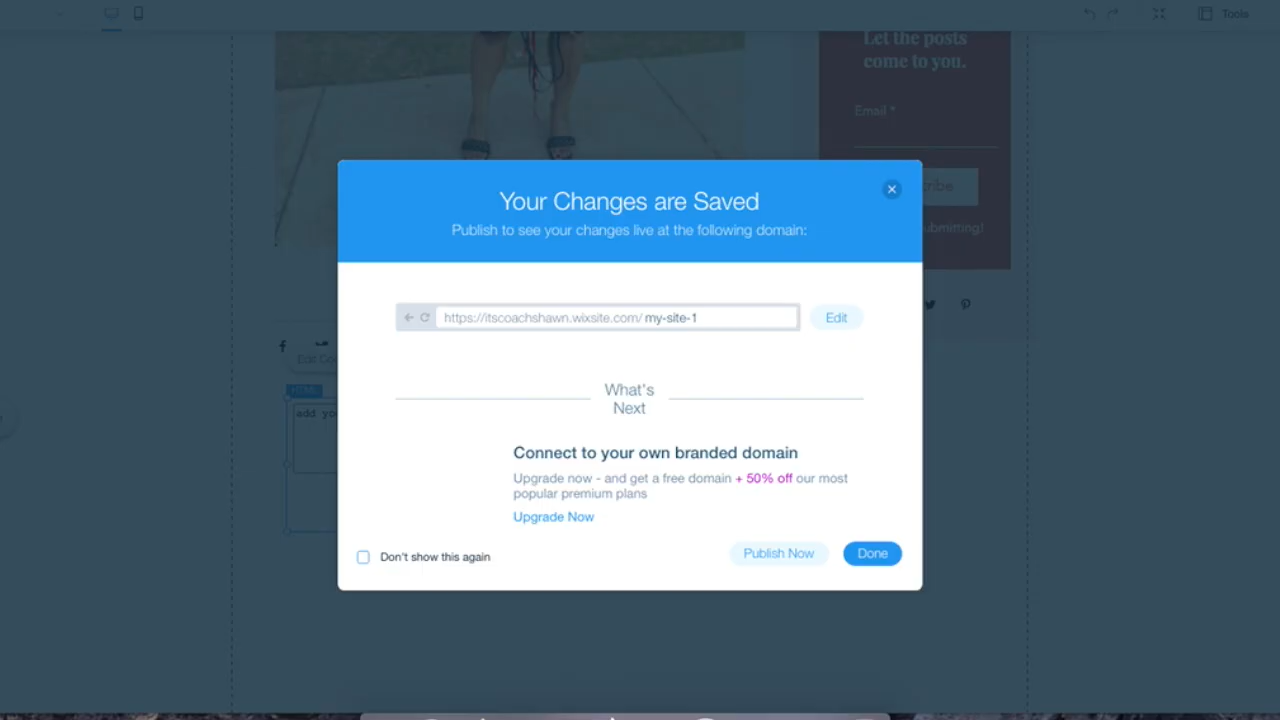 Tools
Let the posts
come to you.
Email *
Your Changes are Saved
Publish to see your changes live at the following domain:
https://itscoachshawn.wixsite.com/ my-site-1
Edit
HTML
add
What's
Next
Connect to your own branded domain
Upgrade now - and get a free domain + 50% off our most
popular premium plans
Upgrade Now
Don't show this again
Publish Now
Done